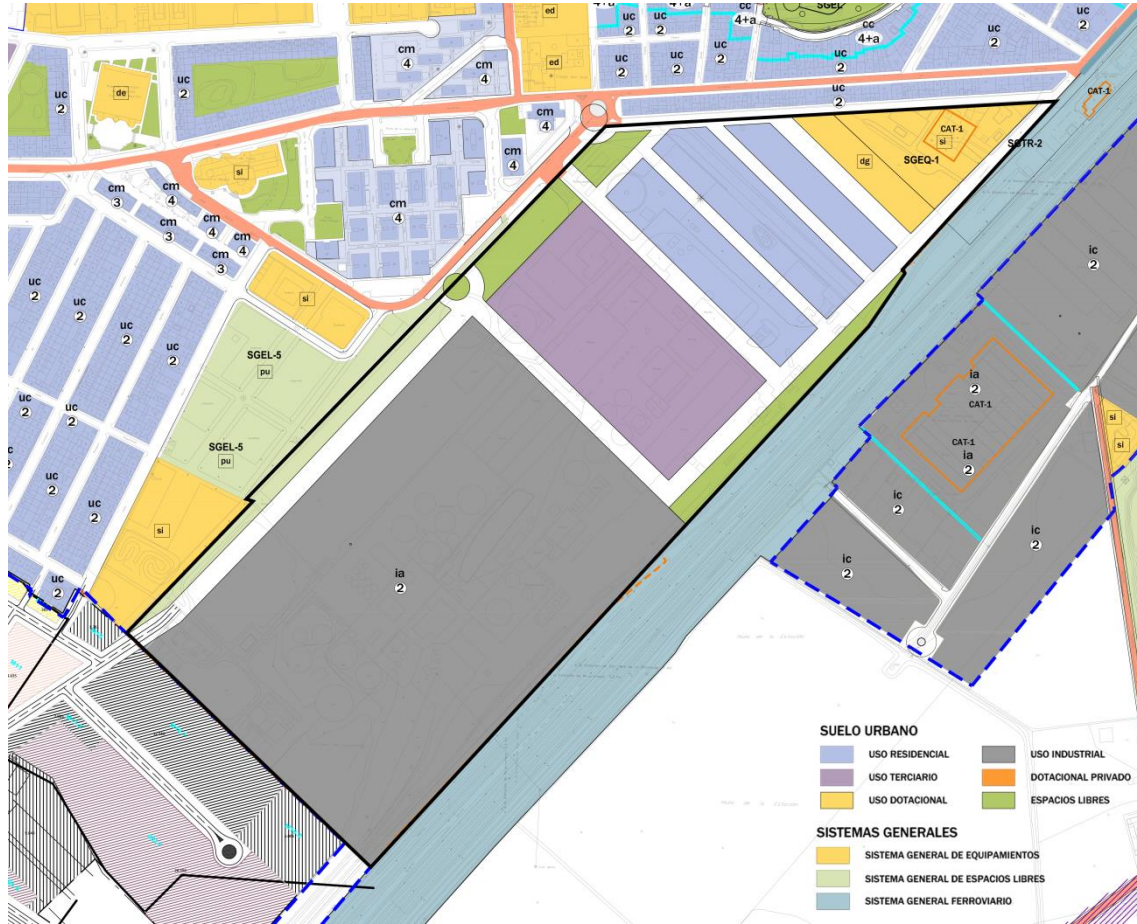 4+a
4+a
SGEL
ed
uc
2
uc
2
uc
2
cc
4+a
uc
2
uc
2
uc
2
cm
4
cm
4
ed
uc
2
uc
2
uc
2
uc
2
uc
2
de
cm
4
CAT-1
CAT-1
si
SGTR-2
SGEQ-1
dg
cm
4
si
cm
3
cm
4
cm
4
cm
3
cm
4
cm
4
cm
3
uc
2
uc
2
uc
2
uc
2
si
ic
2
SGEL-5
pu
ia
2
CAT-1
CAT-1
ia
2
uc
2
uc
2
SGEL-5
pu
si
si
uc
2
uc
2
ic
2
si
ic
2
ic
2
ia
2
uc
2
SUELO URBANO
USO RESIDENCIAL
USO INDUSTRIAL
USO TERCIARIO
DOTACIONAL PRIVADO
USO DOTACIONAL
ESPACIOS LIBRES
SISTEMAS GENERALES
SISTEMA GENERAL DE EQUIPAMIENTOS
SISTEMA GENERAL DE ESPACIOS LIBRES
SISTEMA GENERAL FERROVIARIO